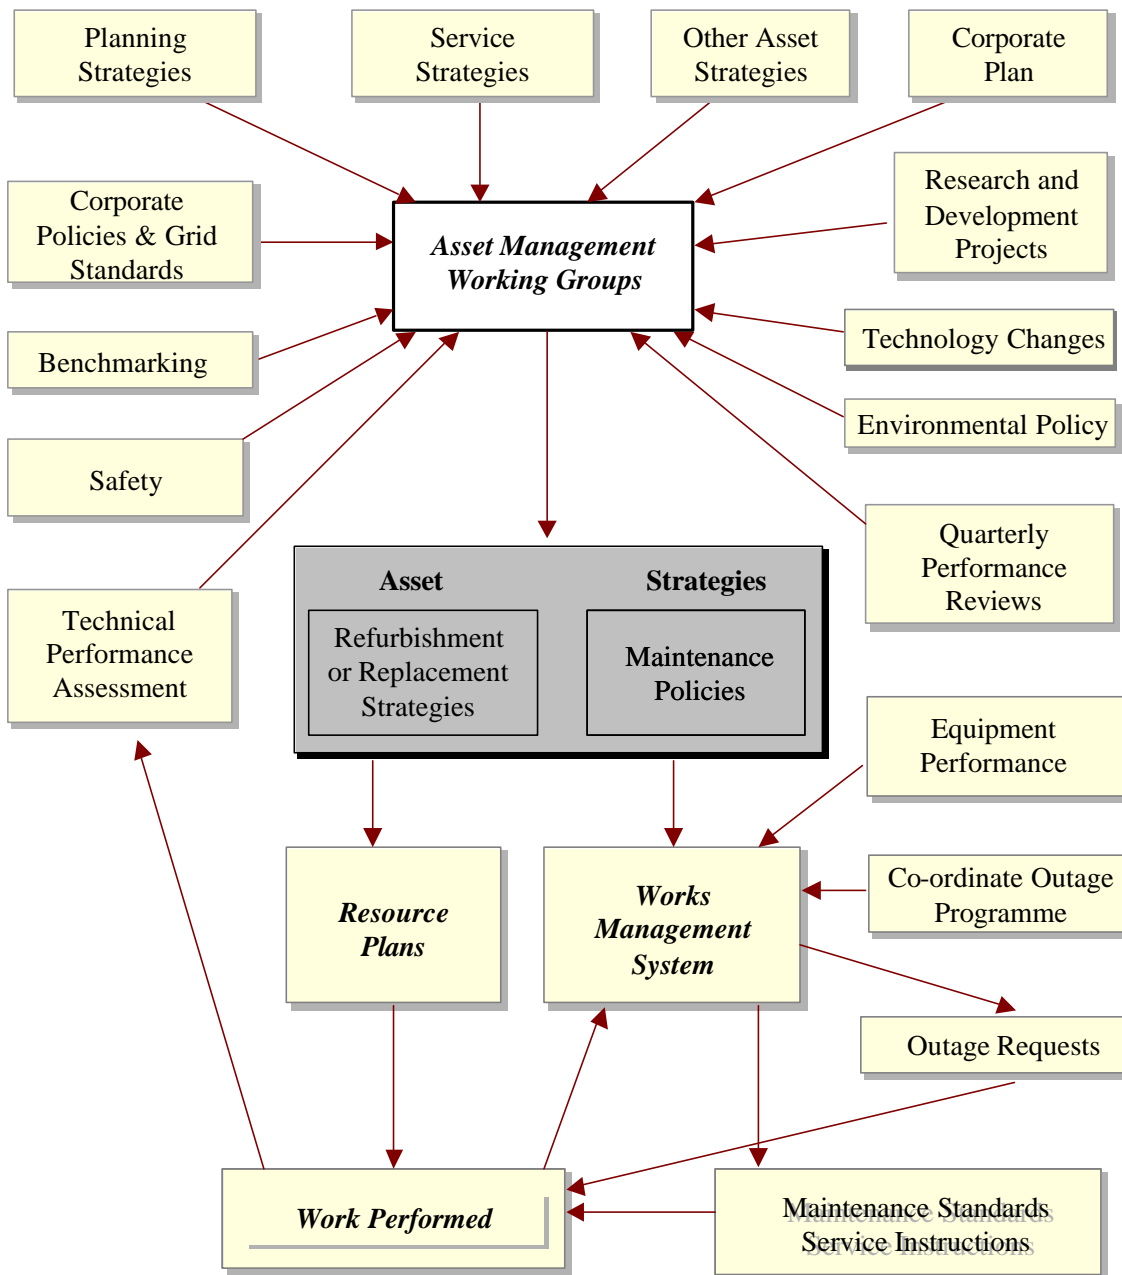 Planning
Strategies
Service
Strategies
Other Asset
Strategies
Corporate
Plan
Corporate
Policies & Grid
Standards
Asset Management
Working Groups
Research and
Development
Projects
Benchmarking
Technology Changes
Environmental Policy
Safety
Quarterly
Performance
Reviews
Technical
Performance
Assessment
Asset Strategies
Refurbishment
or Replacement
Strategies
Maintenance
Policies
Equipment
Performance
Resource
Plans
Works
Management
System
Co-ordinate Outage
Programme
Outage Requests
Work Performed
Maintenance Standards
Service Instructions